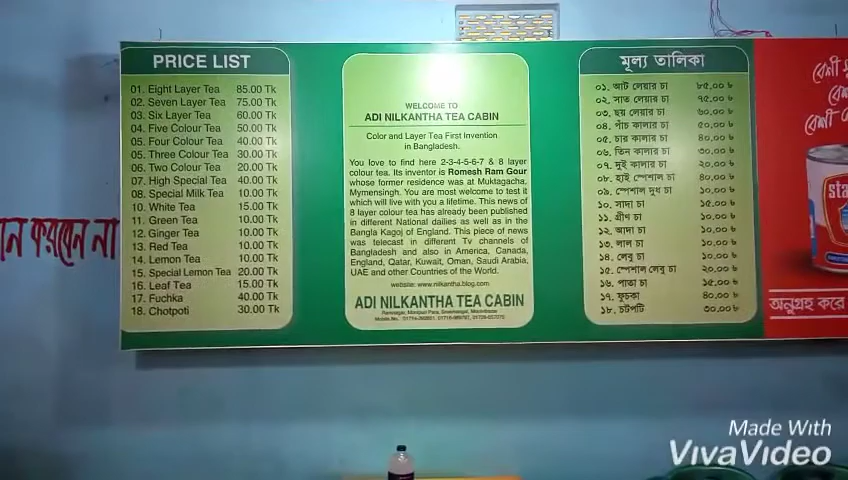 PRICE LIST
01. Eight Layer Tea 85.00 Tk
02. Seven Layer Tea 75.00 Tk
03. Six Layer Tea 60.00 Tk
04. Five Colour Tea 50.00 Tk
05. Four Colour Tea 40.00 Tk
05. Three Colour Tea 30.00 Tk
06. Two Colour Tea 20.00 Tk
07. High Special Tea 40.00 Tk
08. Special Milk Tea 10.00 Tk
10. White Tea 15.00 Tk
11. Green Tea 10.00 Tk
12. Ginger Tea 10.00 Tk
13. Red Tea 10.00 Tk
14. Lemon Tea 10.00 Tk
15. Special Lemon Tea 20.00 Tk
16. Leaf Tea 15.00 Tk
17. Fuchka 40.00 Tk
18. Chotpoti 30.00 Tk
WELCOME TO
ADI NILKANTHA TEA CABIN
Color and Layer Tea First Invention
in Bangladesh.
You love to find here 2-3-4-5-6-7 & 8 layer
colour tea. Its inventor is Romesh Ram Gour
whose former residence was at Muktagacha,
Mymensingh. You are most welcome to test it
which will live with you a lifetime. This news of
8 layer colour tea has already been published
in different National dailies as well as in the
Bangla Kagoj of England. This piece of news
was telecast in different Tv channels of
Bangladesh and also in America, Canada,
England, Qatar, Kuwait, Oman, Saudi Arabia,
UAE and other Countries of the World.
website: www.nilkantha.blog.com
ADI NILKANTHA TEA CABIN
Ramnagar, Monipuri Para, Sreemangal, Moulvibazar
মূল্য তালিকা
০১. আট লেয়ার চা ৮৫.০০ ৳
০২. সাত লেয়ার চা ৭৫.০০ ৳
০৩. ছয় লেয়ার চা ৬০.০০ ৳
০৪. পাঁচ কালার চা ৫০.০০ ৳
০৫. চার কালার চা ৪০.০০ ৳
০৬. তিন কালার চা ৩০.০০ ৳
০৭. দুই কালার চা ২০.০০ ৳
০৮. হাই স্পেশাল চা ৪০.০০ ৳
০৯. স্পেশাল দুধ চা ১০.০০ ৳
১০. সাদা চা ১৫.০০ ৳
১১. গ্রীণ চা ১০.০০ ৳
১২. আদা চা ১০.০০ ৳
১৩. লাল চা ১০.০০ ৳
১৪. লেবু চা ১০.০০ ৳
১৫. স্পেশাল লেবু চা ২০.০০ ৳
১৬. পাতা চা ১৫.০০ ৳
১৭. ফুচকা ৪০.০০ ৳
১৮. চটপটি ৩০.০০ ৳
বেশী
বেশী
বেশী
sta
অনুগ্রহ করে
করবেন না
Made With
VivaVideo